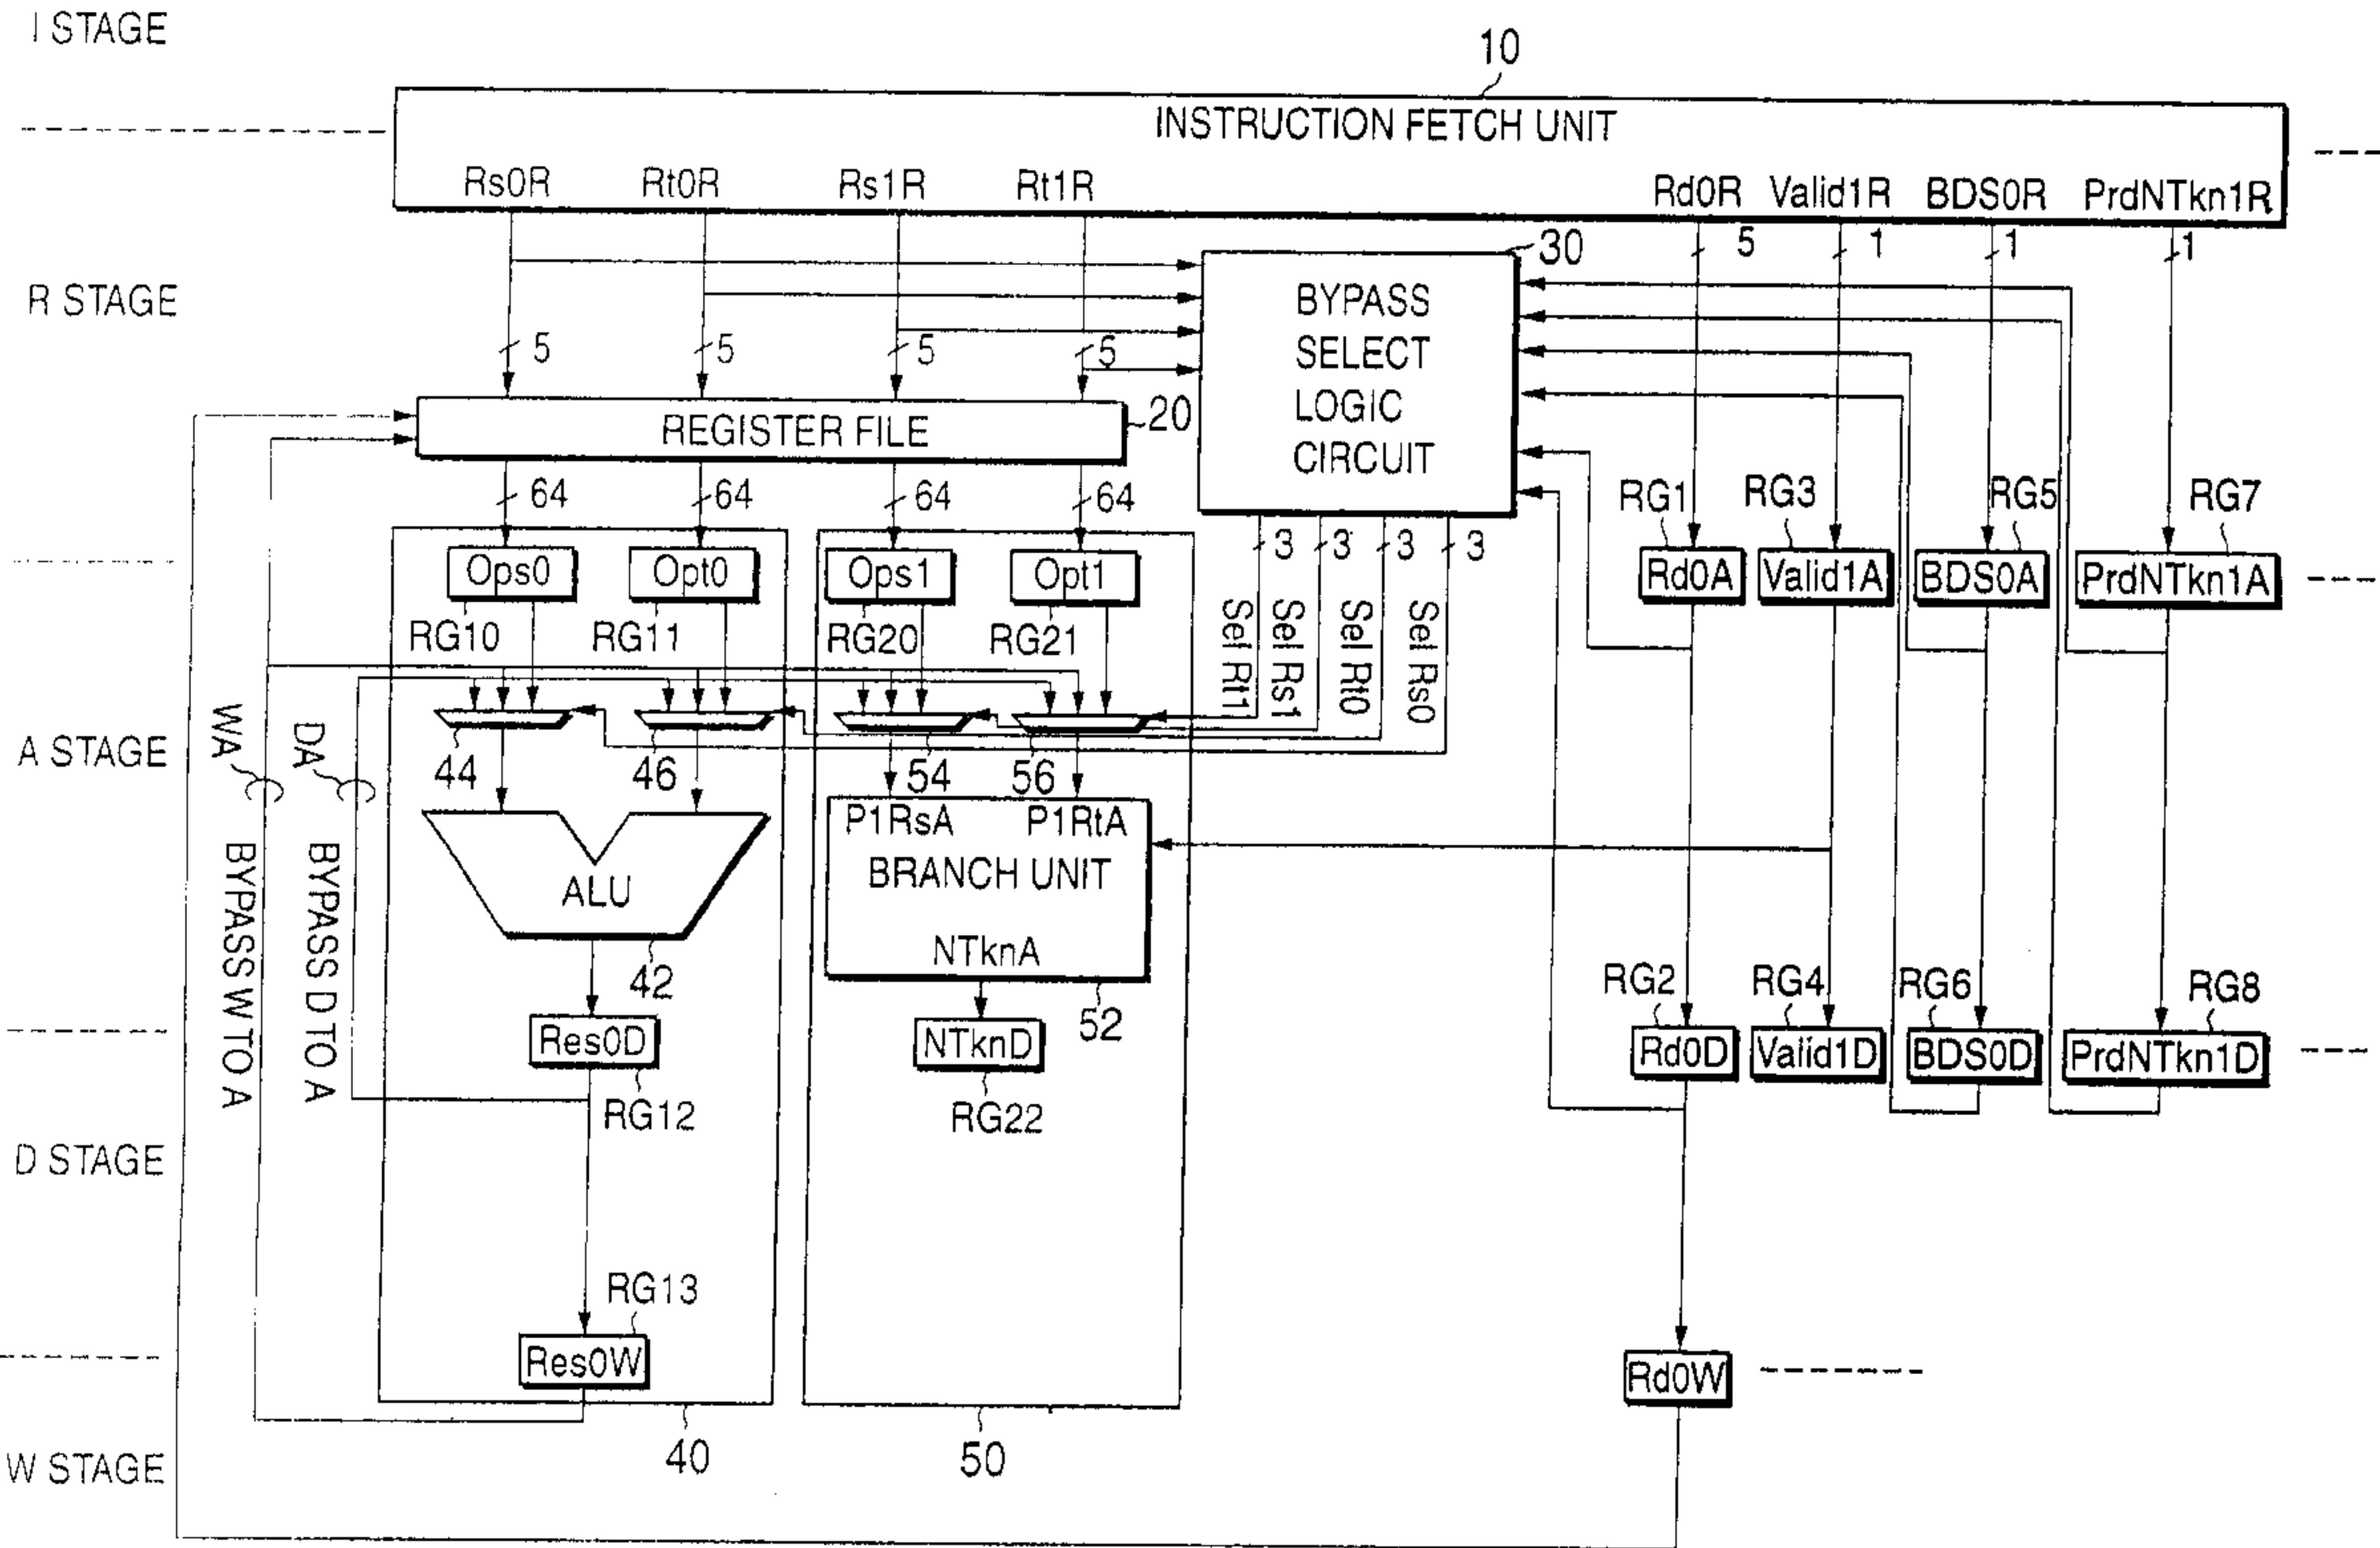 I STAGE
10
INSTRUCTION FETCH UNIT
Rs0R Rt0R Rs1R Rt1R Rd0R Valid1R BDS0R PrdNTkn1R
5 1 1 1
30
R STAGE
BYPASS
SELECT
LOGIC
CIRCUIT
5 5 5 5
REGISTER FILE
20
64 64 64 64
RG1 RG3 RG5 RG7
3 3 3 3
Ops0 Opt0 Ops1 Opt1
Rd0A Valid1A BDS0A PrdNTkn1A
RG10 RG11 RG20 RG21
Sel Rt1
Sel Rs1
Sel Rt0
Sel Rs0
A STAGE
WA
DA
44 46 54 56
BYPASS W TO A
BYPASS D TO A
ALU
P1RsA P1RtA
BRANCH UNIT
NTknA
42
52
RG2 RG4 RG6 RG8
Res0D NTknD
Rd0D Valid1D BDS0D PrdNTkn1D
RG12 RG22
D STAGE
RG13
Res0W
Rd0W
40 50
W STAGE